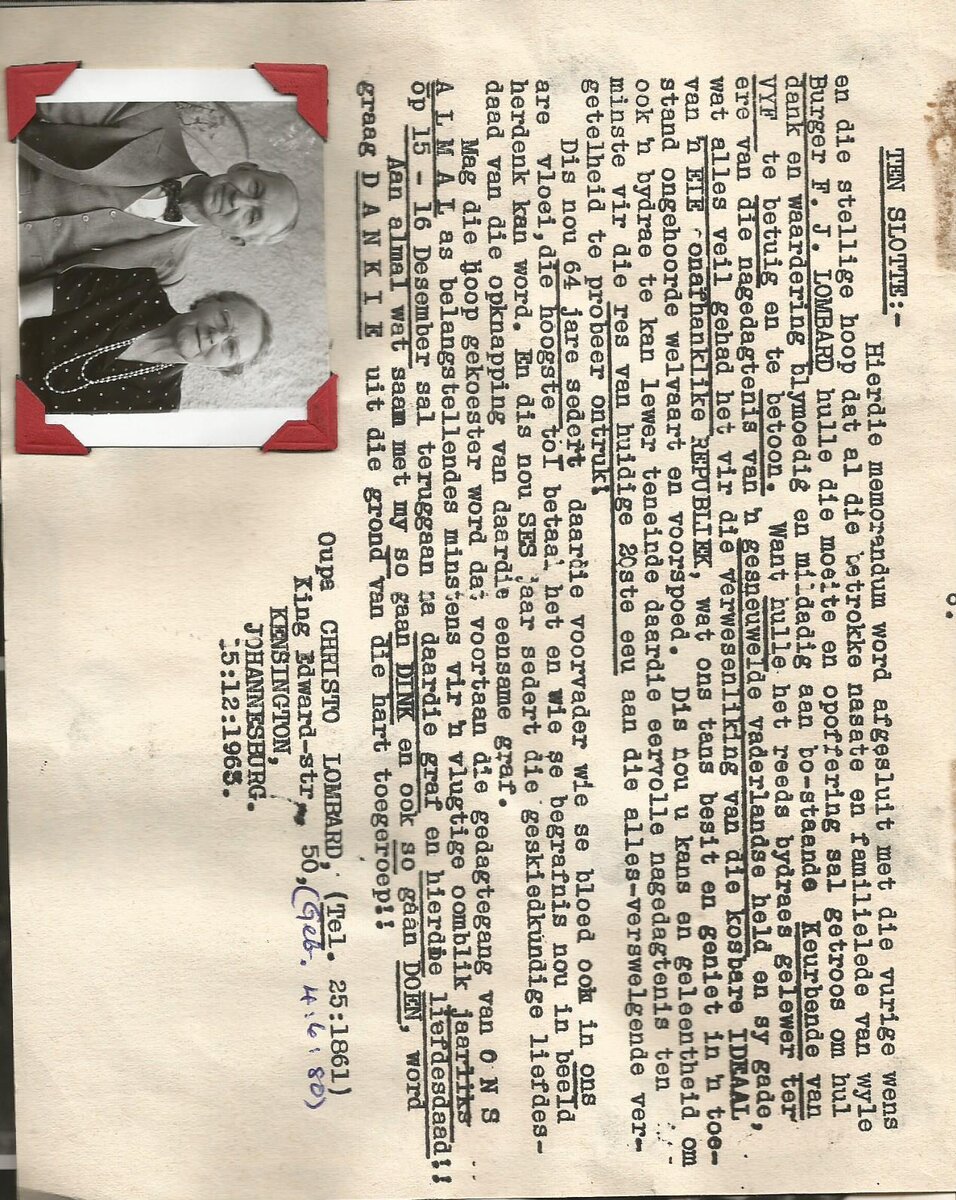 6.
TEN SLOTTE:-
Hierdie memorandum word afgesluit met die vurige wens
en die stellige hoop dat al die betrokke nasate en familielede van wyle
Burger F. J. LOMBARD hulle die moeite en opoffering sal getroos om hul
dank en waardering blymoedig en mildadig aan bo-staande Keurbende van
VYF te betuig en te betoon. Want hulle het reeds bydraes gelewer ter
ere van die nagedagtenis van 'n gesneuwelde vaderlandse held en sy gade,
wat alles veil gehad het vir die verwesenliking van die kosbare IDEAAL
van 'n EIE onafhanklike REPUBLIEK, wat ons tans besit en geniet in 'n toe-
stand ongehoorde welvaart en voorspoed. Dis nou u kans en geleentheid om
ook 'n bydrae te kan lewer teneinde daardie eervolle nagedagtenis ten
minste vir die res van huidige 20ste eeu aan die alles-verswelgende ver-
getelheid te probeer ontruk!
Dis nou 64 jare sedert daardie voorvader wie se bloed ook in ons
are vloei, die hoogste tol betaal het en wie se begrafnis nou in beeld
herdenk kan word. En dis nou SES jaar sedert die geskiedkundige liefdes-
daad van die opknapping van daardie eensame graf.
Mag die hoop gekoester word dat voortaan die gedagtegang van O N S
A L M A L as belangstellendes minstens vir 'n vlugtige oomblik jaarliks
op 15 - 16 Desember sal teruggaan na daardie graf en hierdie liefdesdaad!!
Aan almal wat saam met my so gaan DINK en ook so gaan DOEN, word
graag D A N K I E uit die grond van die hart toegeroep!!
Oupa CHRISTO LOMBARD, (Tel. 25:1861)
King Edward-str. 50, (Geb. 4:6:80)
KENSINGTON,
JOHANNESBURG.
15:12:1965.